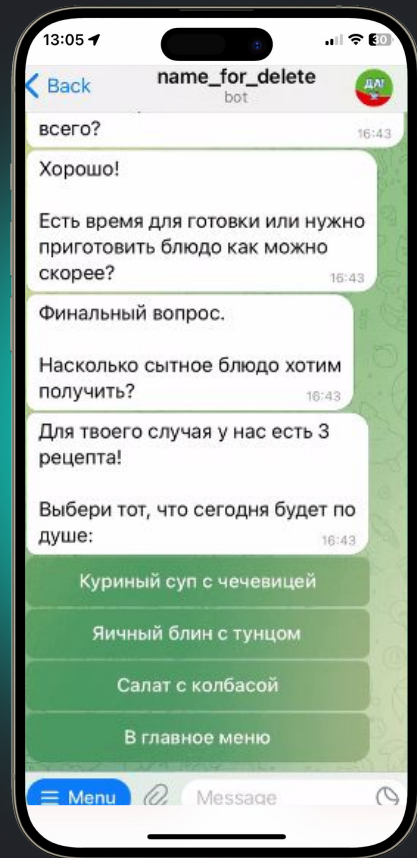 13:05
30
Back
name_for_delete
bot
ДА!
всего?
16:43
Хорошо!
Есть время для готовки или нужно
приготовить блюдо как можно
скорее?
16:43
Финальный вопрос.
Насколько сытное блюдо хотим
получить?
16:43
Для твоего случая у нас есть 3
рецепта!
Выбери тот, что сегодня будет по
душе:
16:43
Куриный суп с чечевицей
Яичный блин с тунцом
Салат с колбасой
В главное меню
Menu
Message